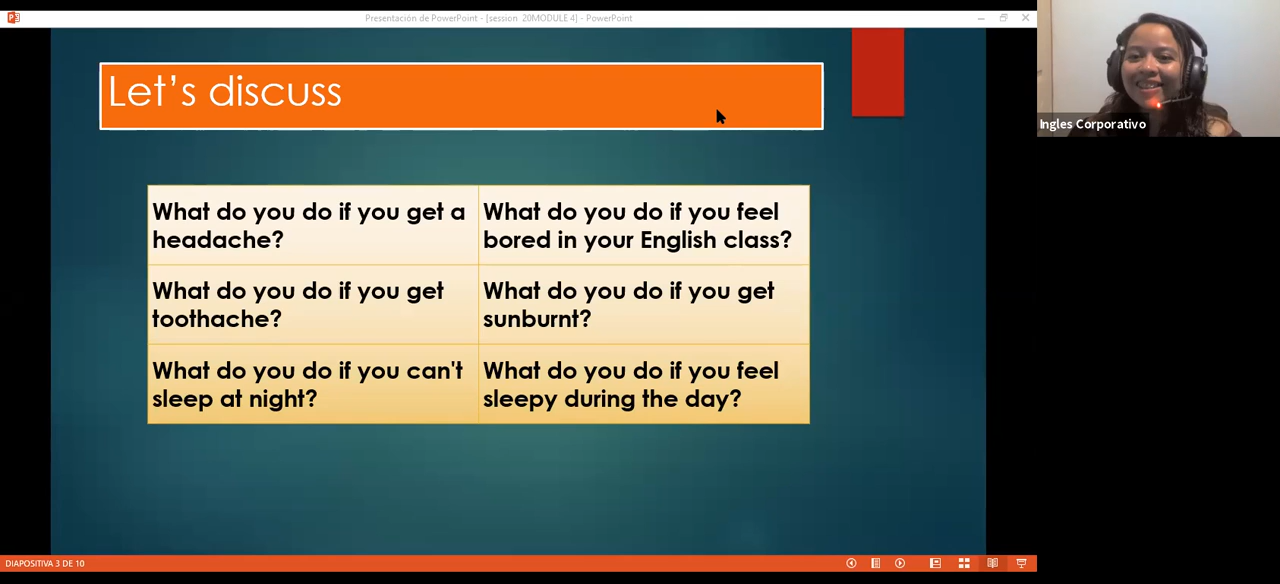 Presentación de PowerPoint - [session 20MODULE 4] - PowerPoint
Ingles Corporativo
Let's discuss
What do you do if you get a
headache?
What do you do if you feel
bored in your English class?
What do you do if you get
toothache?
What do you do if you get
sunburnt?
What do you do if you can't
sleep at night?
What do you do if you feel
sleepy during the day?
DIAPOSITIVA 3 DE 10